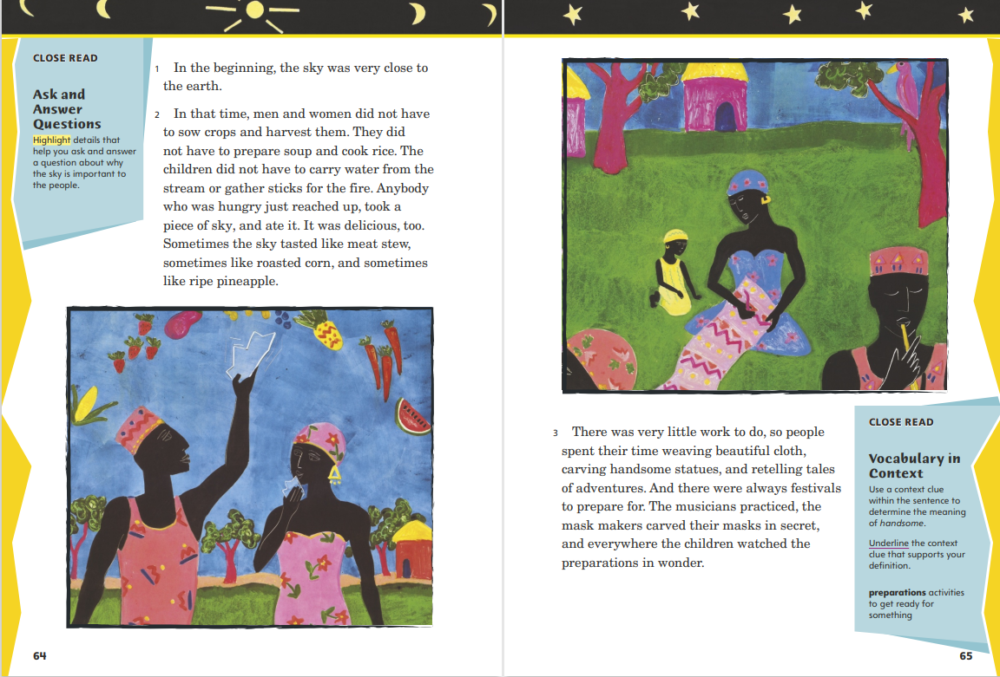 CLOSE READ
Ask and
Answer
Questions
Highlight details that
help you ask and answer
a question about why
the sky is important to
the people.
1 In the beginning, the sky was very close to
the earth.
2 In that time, men and women did not have
to sow crops and harvest them. They did
not have to prepare soup and cook rice. The
children did not have to carry water from the
stream or gather sticks for the fire. Anybody
who was hungry just reached up, took a
piece of sky, and ate it. It was delicious, too.
Sometimes the sky tasted like meat stew,
sometimes like roasted corn, and sometimes
like ripe pineapple.
64
3 There was very little work to do, so people
spent their time weaving beautiful cloth,
carving handsome statues, and retelling tales
of adventures. And there were always festivals
to prepare for. The musicians practiced, the
mask makers carved their masks in secret,
and everywhere the children watched the
preparations in wonder.
CLOSE READ
Vocabulary in
Context
Use a context clue
within the sentence to
determine the meaning
of handsome.
Underline the context
clue that supports your
definition.
preparations activities
to get ready for
something
65